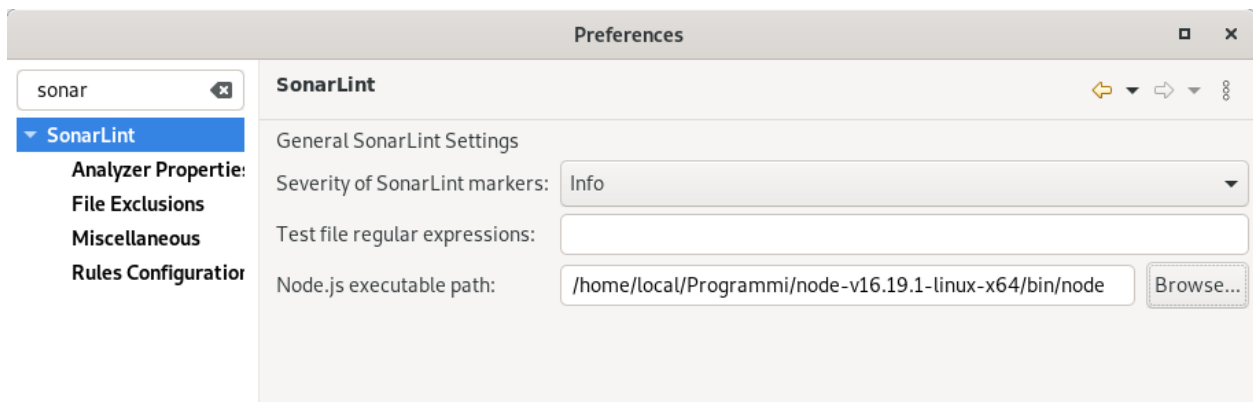 Preferences
sonar
SonarLint
Analyzer Propertie
File Exclusions
Miscellaneous
Rules Configuration
SonarLint
General SonarLint Settings
Severity of SonarLint markers: Info
Test file regular expressions:
Node.js executable path: /home/local/Programmi/node-v16.19.1-linux-x64/bin/node Browse...